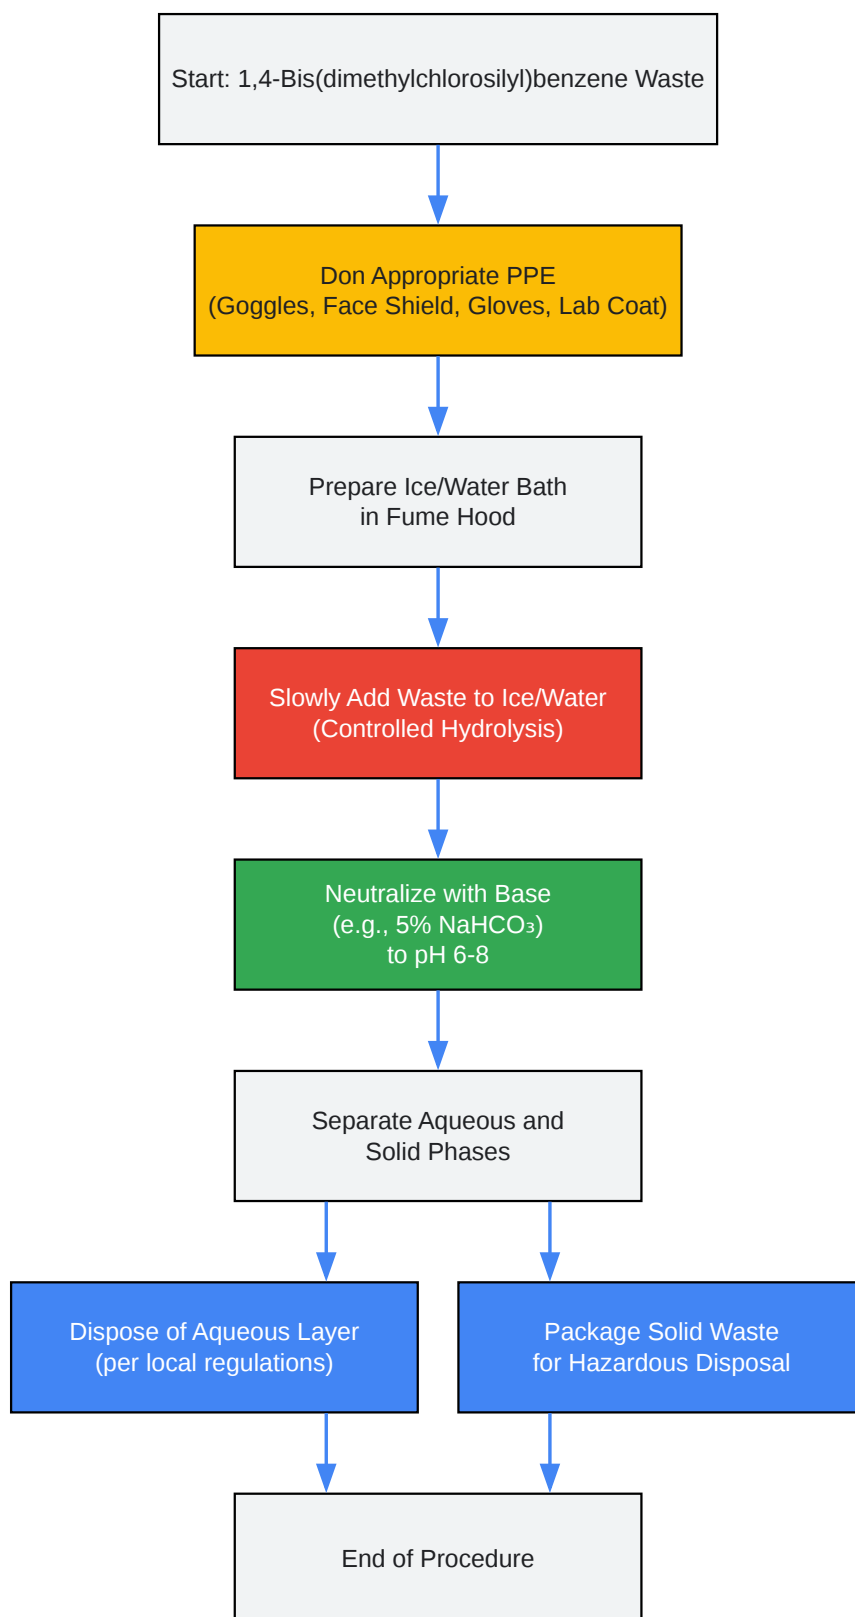 Start: 1,4-Bis(dimethylchlorosilyl)benzene Waste
Don Appropriate PPE
(Goggles, Face Shield, Gloves, Lab Coat)
Prepare Ice/Water Bath
in Fume Hood
Slowly Add Waste to Ice/Water
(Controlled Hydrolysis)
Neutralize with Base
(e.g., 5% NaHCO₃)
to pH 6-8
Separate Aqueous and
Solid Phases
Dispose of Aqueous Layer
(per local regulations)
Package Solid Waste
for Hazardous Disposal
End of Procedure